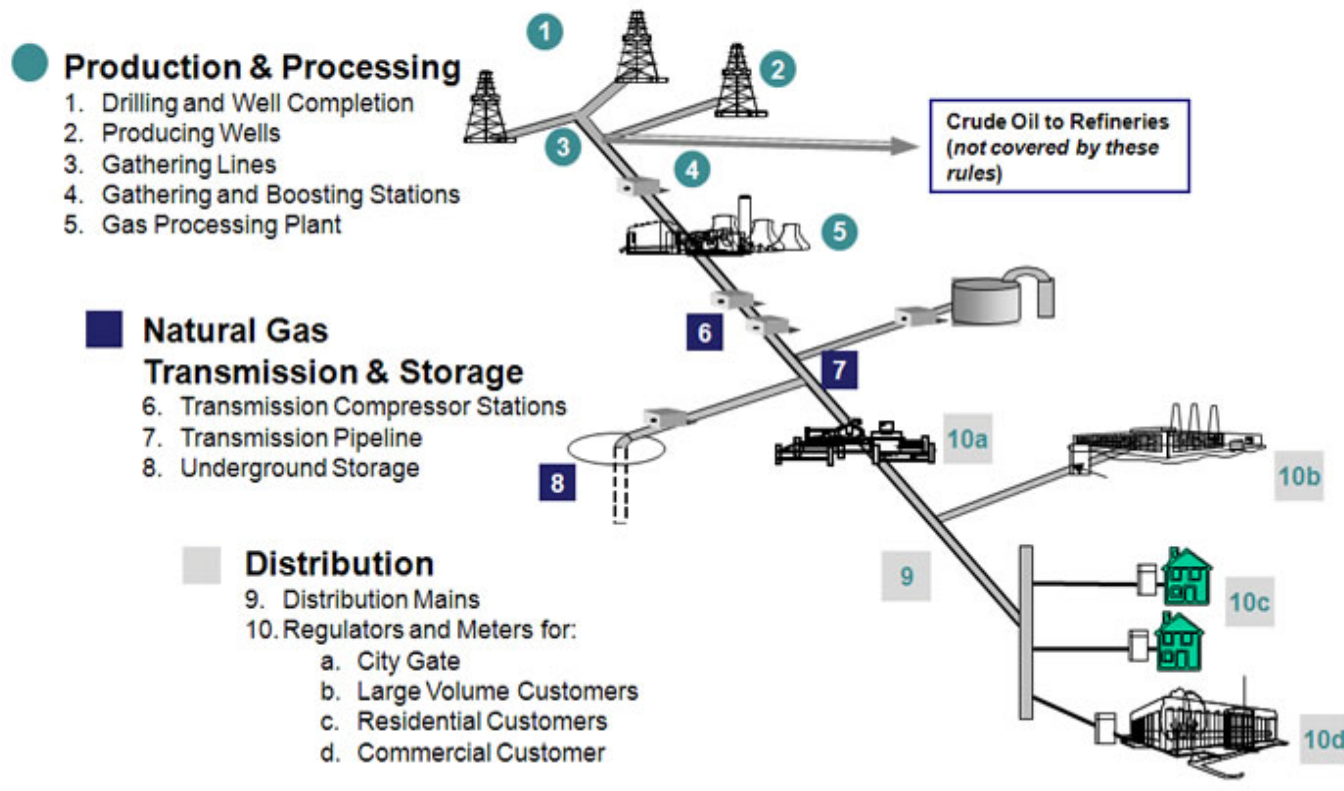 Production & Processing
1. Drilling and Well Completion
2. Producing Wells
3. Gathering Lines
4. Gathering and Boosting Stations
5. Gas Processing Plant
Natural Gas
Transmission & Storage
6. Transmission Compressor Stations
7. Transmission Pipeline
8. Underground Storage
Distribution
9. Distribution Mains
10. Regulators and Meters for:
a. City Gate
b. Large Volume Customers
c. Residential Customers
d. Commercial Customer
1
2
3
4
5
Crude Oil to Refineries
(not covered by these
rules)
6
7
8
10a
10b
9
10c
10d